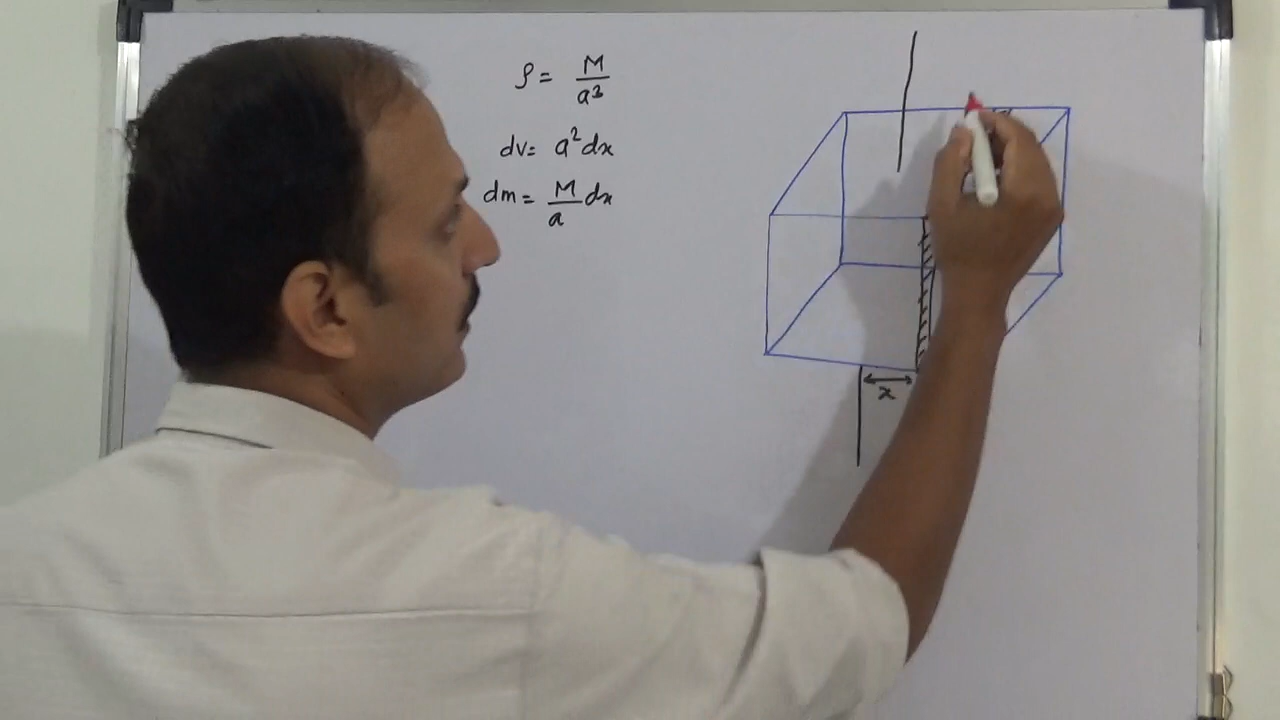 ρ = M/a³
dv = a²dx
dm = M/a dx
x